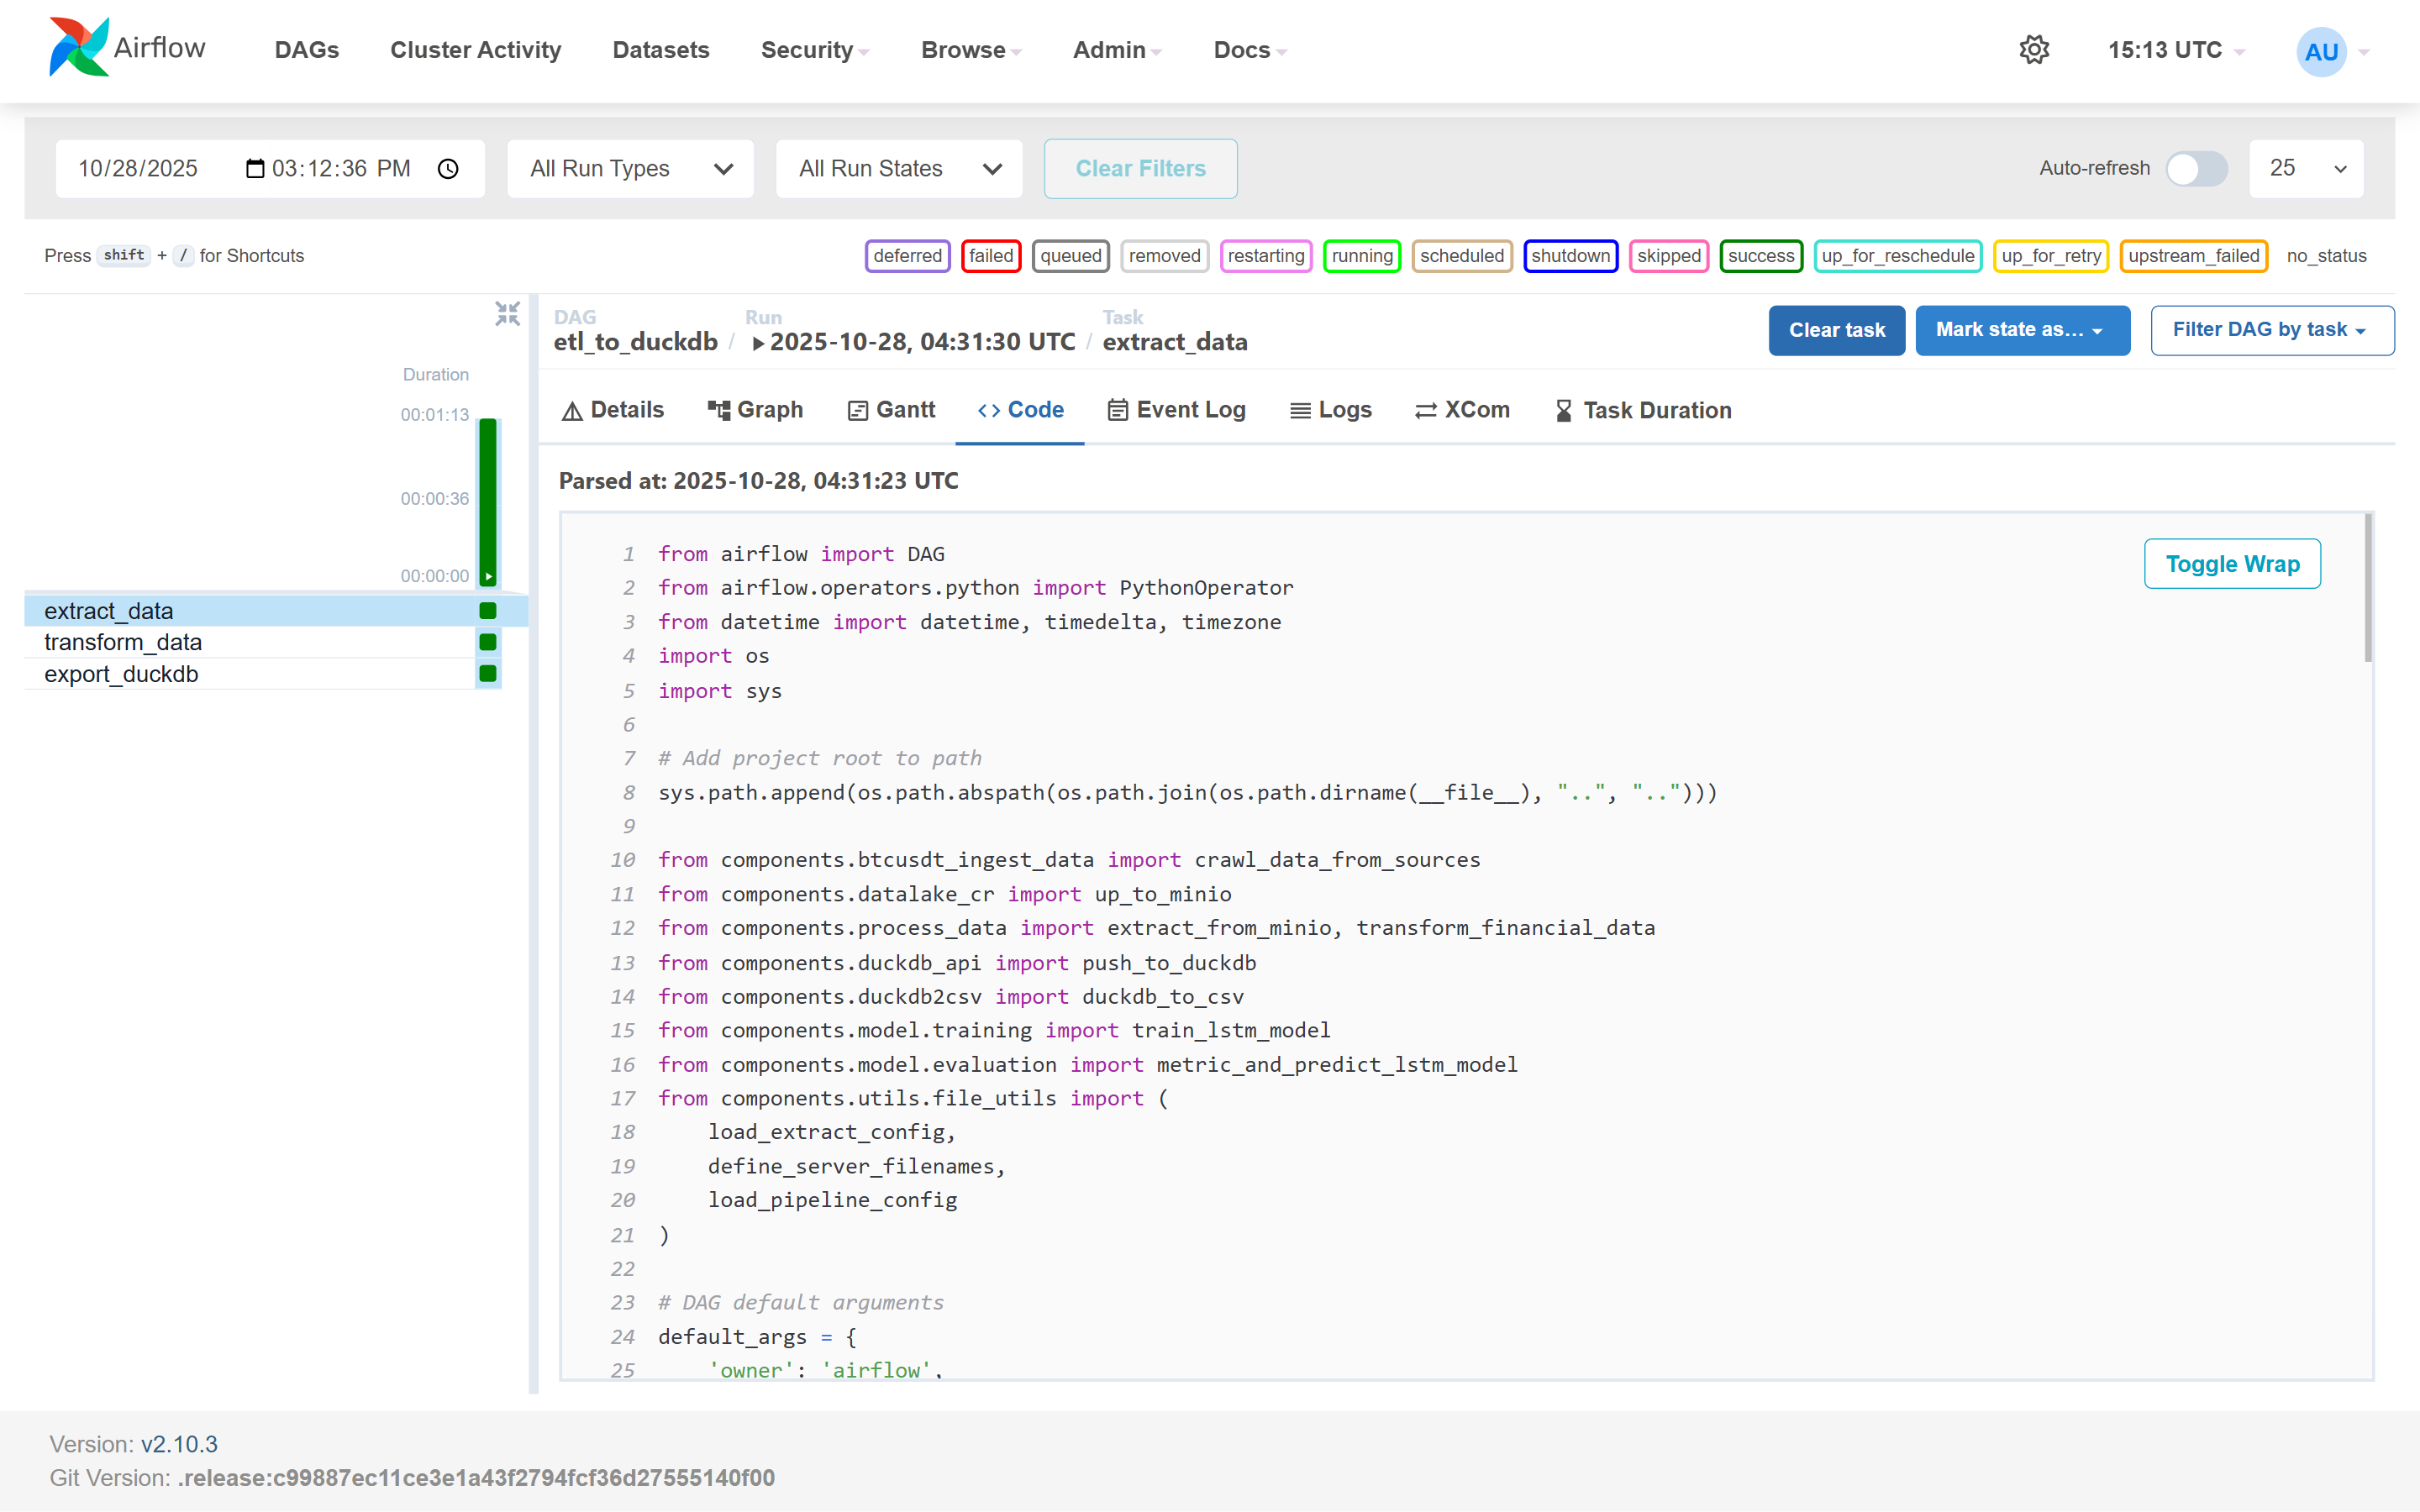 Airflow DAGs Cluster Activity Datasets Security Browse Admin Docs 15:13 UTC AU
10/28/2025 03:12:36 PM All Run Types All Run States Clear Filters Auto-refresh 25
Press shift + / for Shortcuts deferred failed queued removed restarting running scheduled shutdown skipped success up_for_reschedule up_for_retry upstream_failed no_status
DAG Run Task
etl_to_duckdb / 2025-10-28, 04:31:30 UTC / extract_data Clear task Mark state as... Filter DAG by task
Duration
00:01:13
00:00:36
00:00:00
extract_data
transform_data
export_duckdb
Details Graph Gantt Code Event Log Logs XCom Task Duration
Parsed at: 2025-10-28, 04:31:23 UTC
Toggle Wrap
1 from airflow import DAG
2 from airflow.operators.python import PythonOperator
3 from datetime import datetime, timedelta, timezone
4 import os
5 import sys
6
7 # Add project root to path
8 sys.path.append(os.path.abspath(os.path.join(os.path.dirname(__file__), "..", "..")))
9
10 from components.btcusdt_ingest_data import crawl_data_from_sources
11 from components.datalake_cr import up_to_minio
12 from components.process_data import extract_from_minio, transform_financial_data
13 from components.duckdb_api import push_to_duckdb
14 from components.duckdb2csv import duckdb_to_csv
15 from components.model.training import train_lstm_model
16 from components.model.evaluation import metric_and_predict_lstm_model
17 from components.utils.file_utils import (
18     load_extract_config,
19     define_server_filenames,
20     load_pipeline_config
21 )
22
23 # DAG default arguments
24 default_args = {
25     'owner': 'airflow',
Version: v2.10.3
Git Version: .release:c99887ec11ce3e1a43f2794fcf36d27555140f00